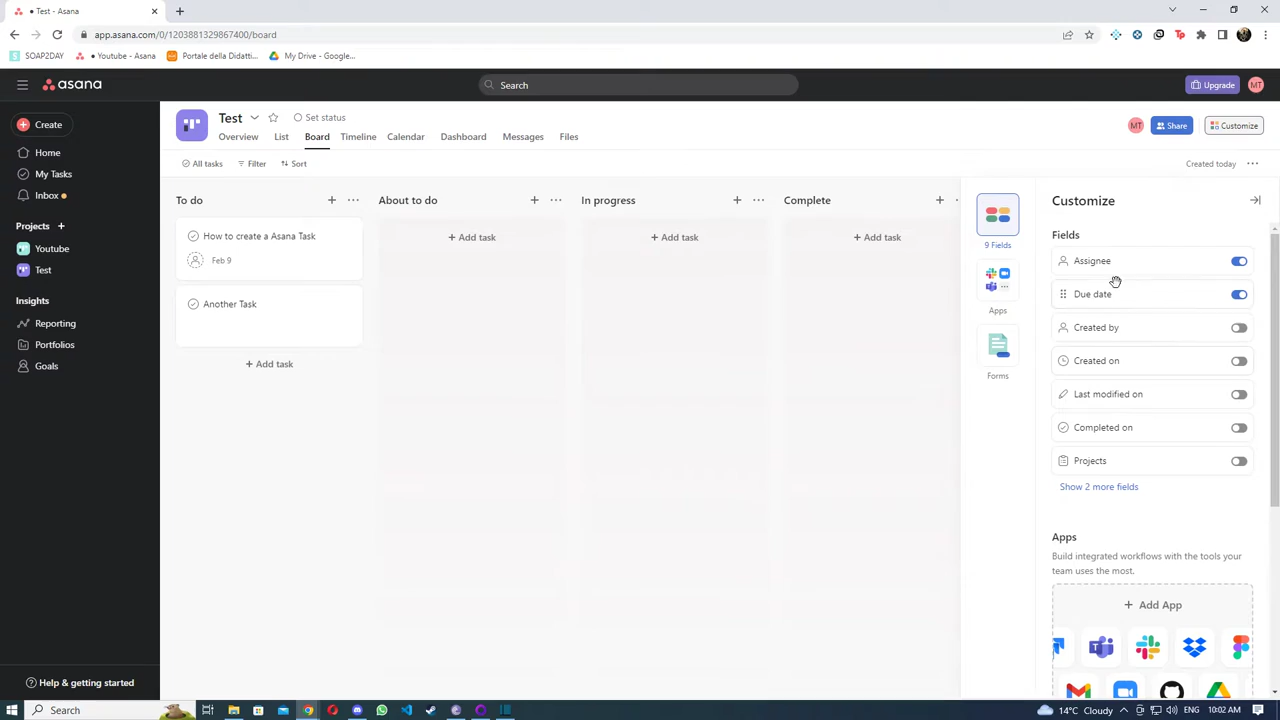 • Test - Asana
app.asana.com/0/1203881329867400/board
SOAP2DAY
• Youtube - Asana
Portale della Didatti...
My Drive - Google...
asana
Search
Upgrade
MT
Create
Home
My Tasks
Inbox
Projects
Youtube
Test
Insights
Reporting
Portfolios
Goals
Help & getting started
Test
Set status
Overview
List
Board
Timeline
Calendar
Dashboard
Messages
Files
MT
Share
Customize
All tasks
Filter
Sort
Created today
To do
How to create a Asana Task
Feb 9
Another Task
+ Add task
About to do
+ Add task
In progress
+ Add task
Complete
+ Add task
9 Fields
Apps
Forms
Customize
Fields
Assignee
Due date
Created by
Created on
Last modified on
Completed on
Projects
Show 2 more fields
Apps
Build integrated workflows with the tools your
team uses the most.
+ Add App
Search
14°C Cloudy
10:02 AM